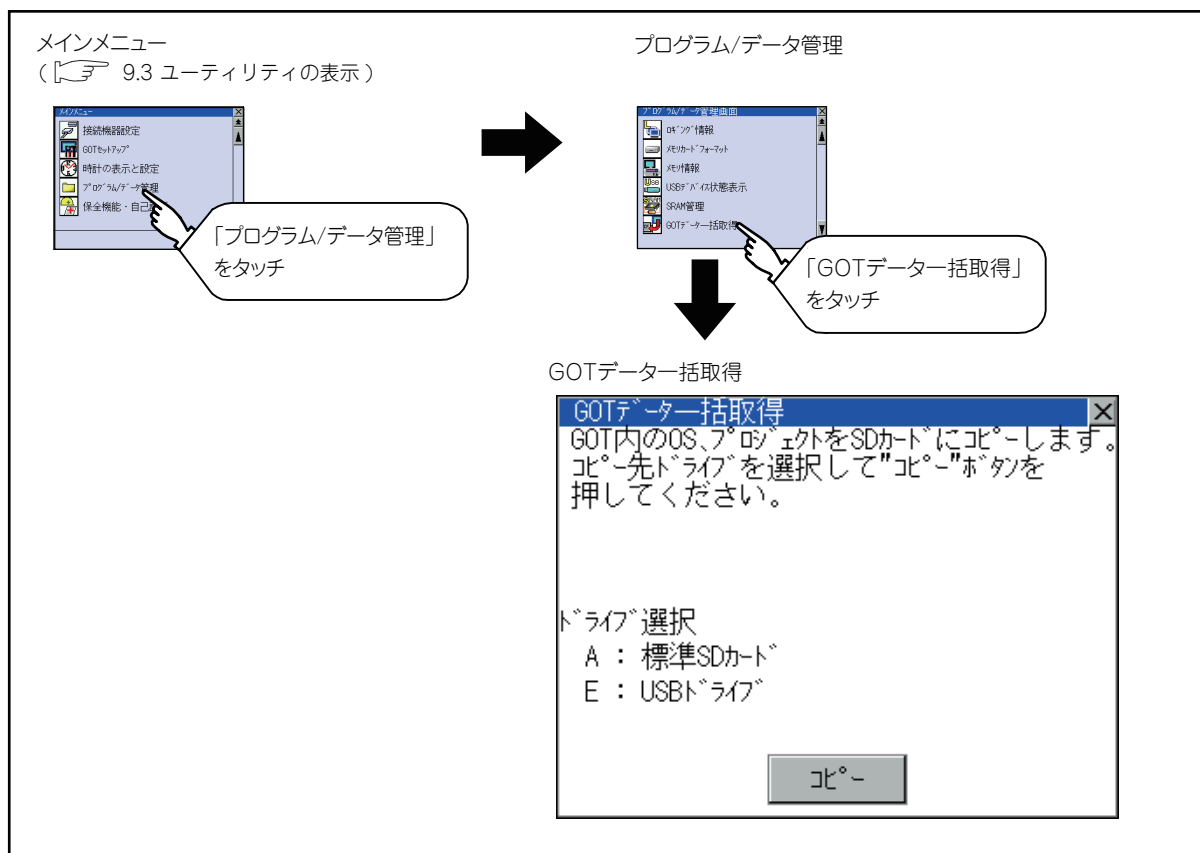 メインメニュー
( 9.3 ユーティリティの表示 )
メインメニュー
接続機器設定
GOTセットアップ
時計の表示と設定
プログラム/データ管理
保全機能・自己
「プログラム/データ管理」
をタッチ
プログラム/データ管理
プログラム/データ管理画面
ロギング情報
メモリカードフォーマット
メモリ情報
USBデバイス状態表示
SRAM管理
GOTデータ一括取得
「GOTデータ一括取得」
をタッチ
GOTデータ一括取得
GOTデータ一括取得
GOT内のOS、プロジェクトをSDカードにコピーします。
コピー先ドライブを選択して"コピー"ボタンを
押してください。
ドライブ選択
A : 標準SDカード
E : USBドライブ
コピー